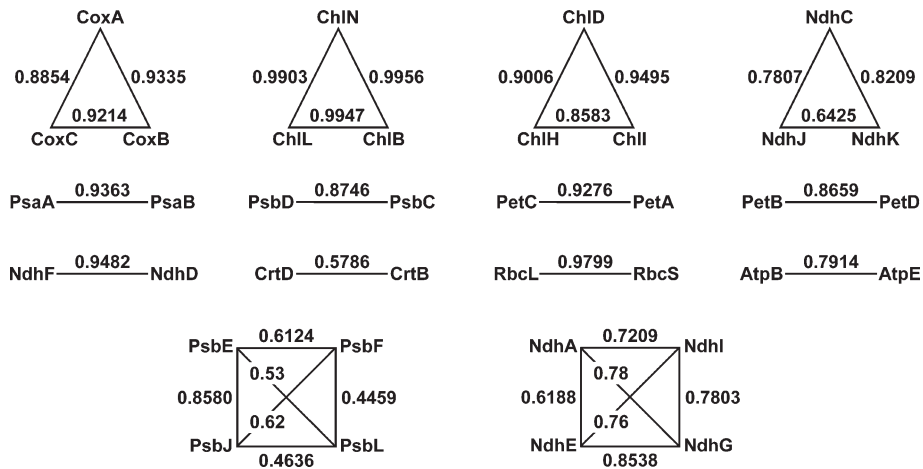 CoxA ChlN ChlD NdhC
0.8854 0.9335 0.9903 0.9956 0.9006 0.9495 0.7807 0.8209
0.9214 0.9947 0.8583 0.6425
CoxC CoxB ChlL ChlB ChlH ChlI NdhJ NdhK
PsaA 0.9363 PsaB PsbD 0.8746 PsbC PetC 0.9276 PetA PetB 0.8659 PetD
NdhF 0.9482 NdhD CrtD 0.5786 CrtB RbcL 0.9799 RbcS AtpB 0.7914 AtpE
0.6124 0.7209
PsbE PsbF NdhA NdhI
0.53 0.78
0.8580 0.4459 0.6188 0.7803
0.62 0.76
PsbJ PsbL NdhE NdhG
0.4636 0.8538